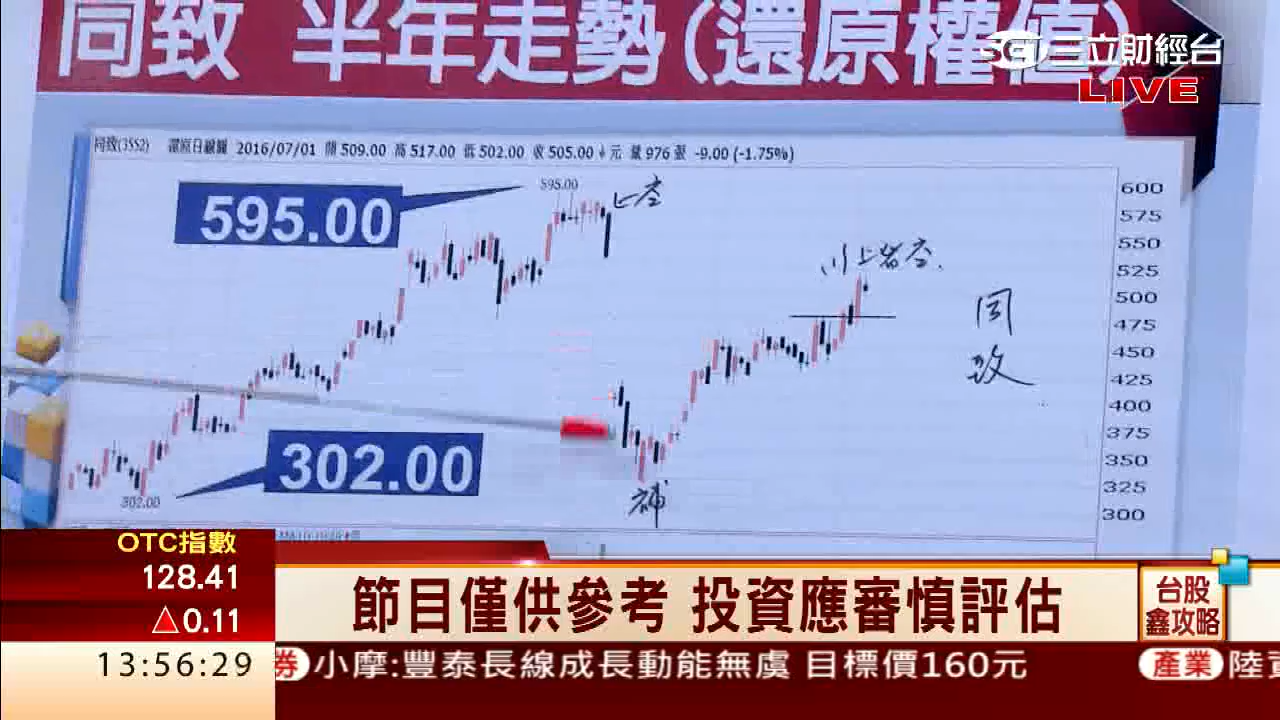 同致 半年走勢(還原權值)
三立財經台
LIVE
同致(3552) 還原日線圖 2016/07/01 開 509.00 高 517.00 低 502.00 收 505.00 元 量 976 張 -9.00 (-1.75%)
595.00
595.00
600
575
550
525
500
475
450
425
400
375
350
325
300
同
致
302.00
302.00
補
OTC指數
128.41
△0.11
13:56:29
節目僅供參考 投資應審慎評估
台股
鑫攻略
券 小摩:豐泰長線成長動能無虞 目標價160元
產業 陸資